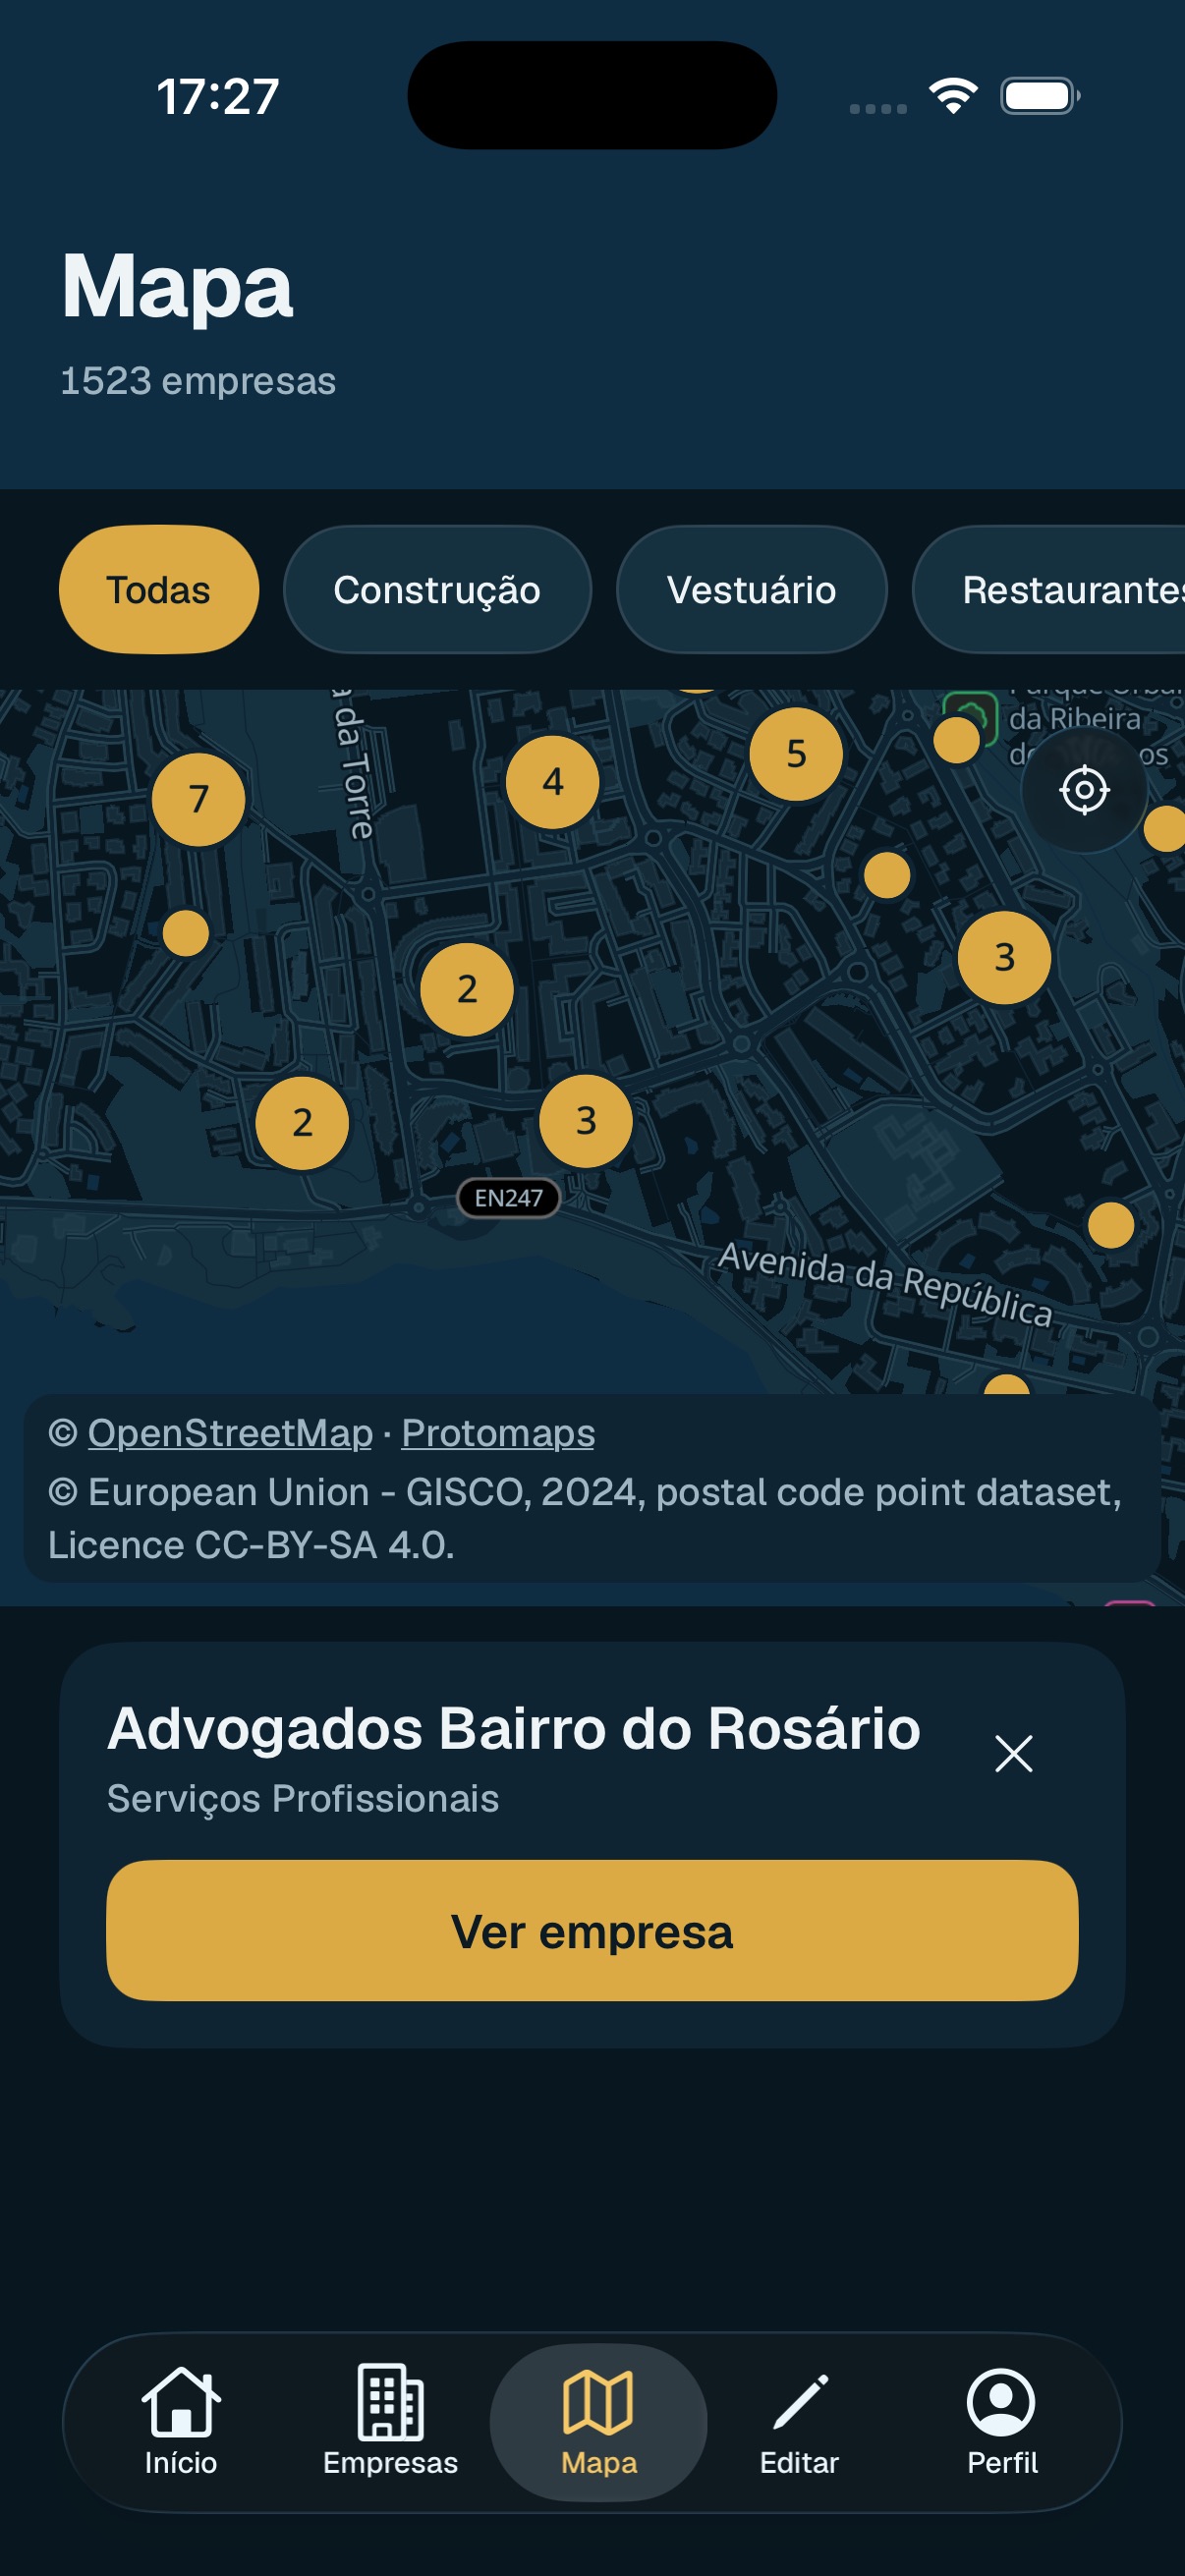 17:27
Mapa
1523 empresas
Todas
Construção
Vestuário
Restaurantes
da Torre
da Ribeira
7
4
5
3
2
2
3
EN247
Avenida da República
© OpenStreetMap · Protomaps
© European Union - GISCO, 2024, postal code point dataset,
Licence CC-BY-SA 4.0.
Advogados Bairro do Rosário
Serviços Profissionais
Ver empresa
Início
Empresas
Mapa
Editar
Perfil